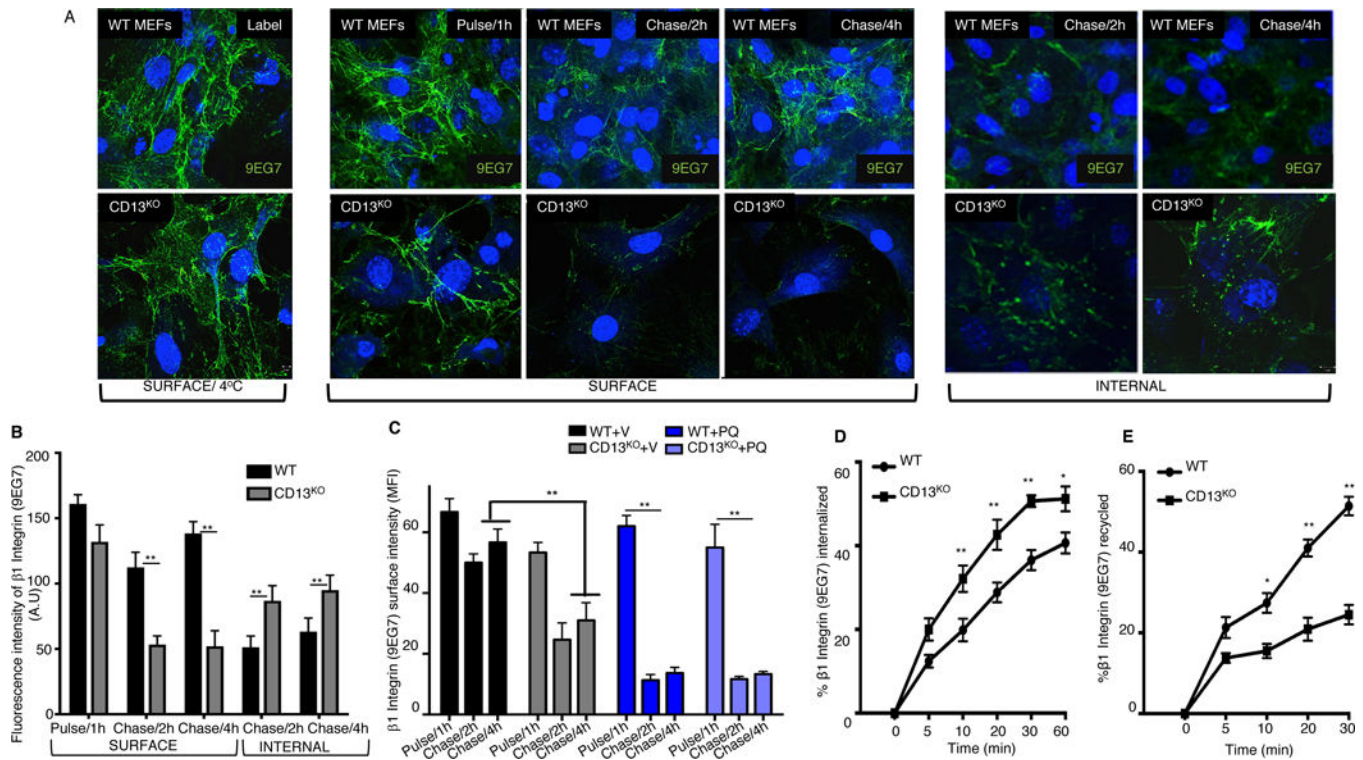 A
WT MEFs Label
9EG7
WT MEFs Pulse/1h
9EG7
WT MEFs Chase/2h
9EG7
WT MEFs Chase/4h
9EG7
WT MEFs Chase/2h
9EG7
WT MEFs Chase/4h
9EG7
CD13KO
CD13KO
CD13KO
CD13KO
CD13KO
CD13KO
SURFACE/ 4ºC
SURFACE
INTERNAL
B
Fluorescence intensity of β1 Integrin (9EG7)
(A.U)
200
150
100
50
0
WT
CD13KO
**
**
**
**
Pulse/1h
Chase/2h
Chase/4h
Chase/2h
Chase/4h
SURFACE
INTERNAL
C
WT+V
CD13KO+V
WT+PQ
CD13KO+PQ
β1 Integrin (9EG7) surface intensity (MFI)
60
40
20
0
**
**
**
Pulse/1h
Chase/2h
Chase/4h
Pulse/1h
Chase/2h
Chase/4h
Pulse/1h
Chase/2h
Chase/4h
Pulse/1h
Chase/2h
Chase/4h
D
WT
CD13KO
% β1 Integrin (9EG7) internalized
60
40
20
0
**
**
**
*
0 5 10 20 30 60
Time (min)
E
WT
CD13KO
%β1 Integrin (9EG7) recycled
60
40
20
0
*
**
**
0 5 10 20 30
Time (min)